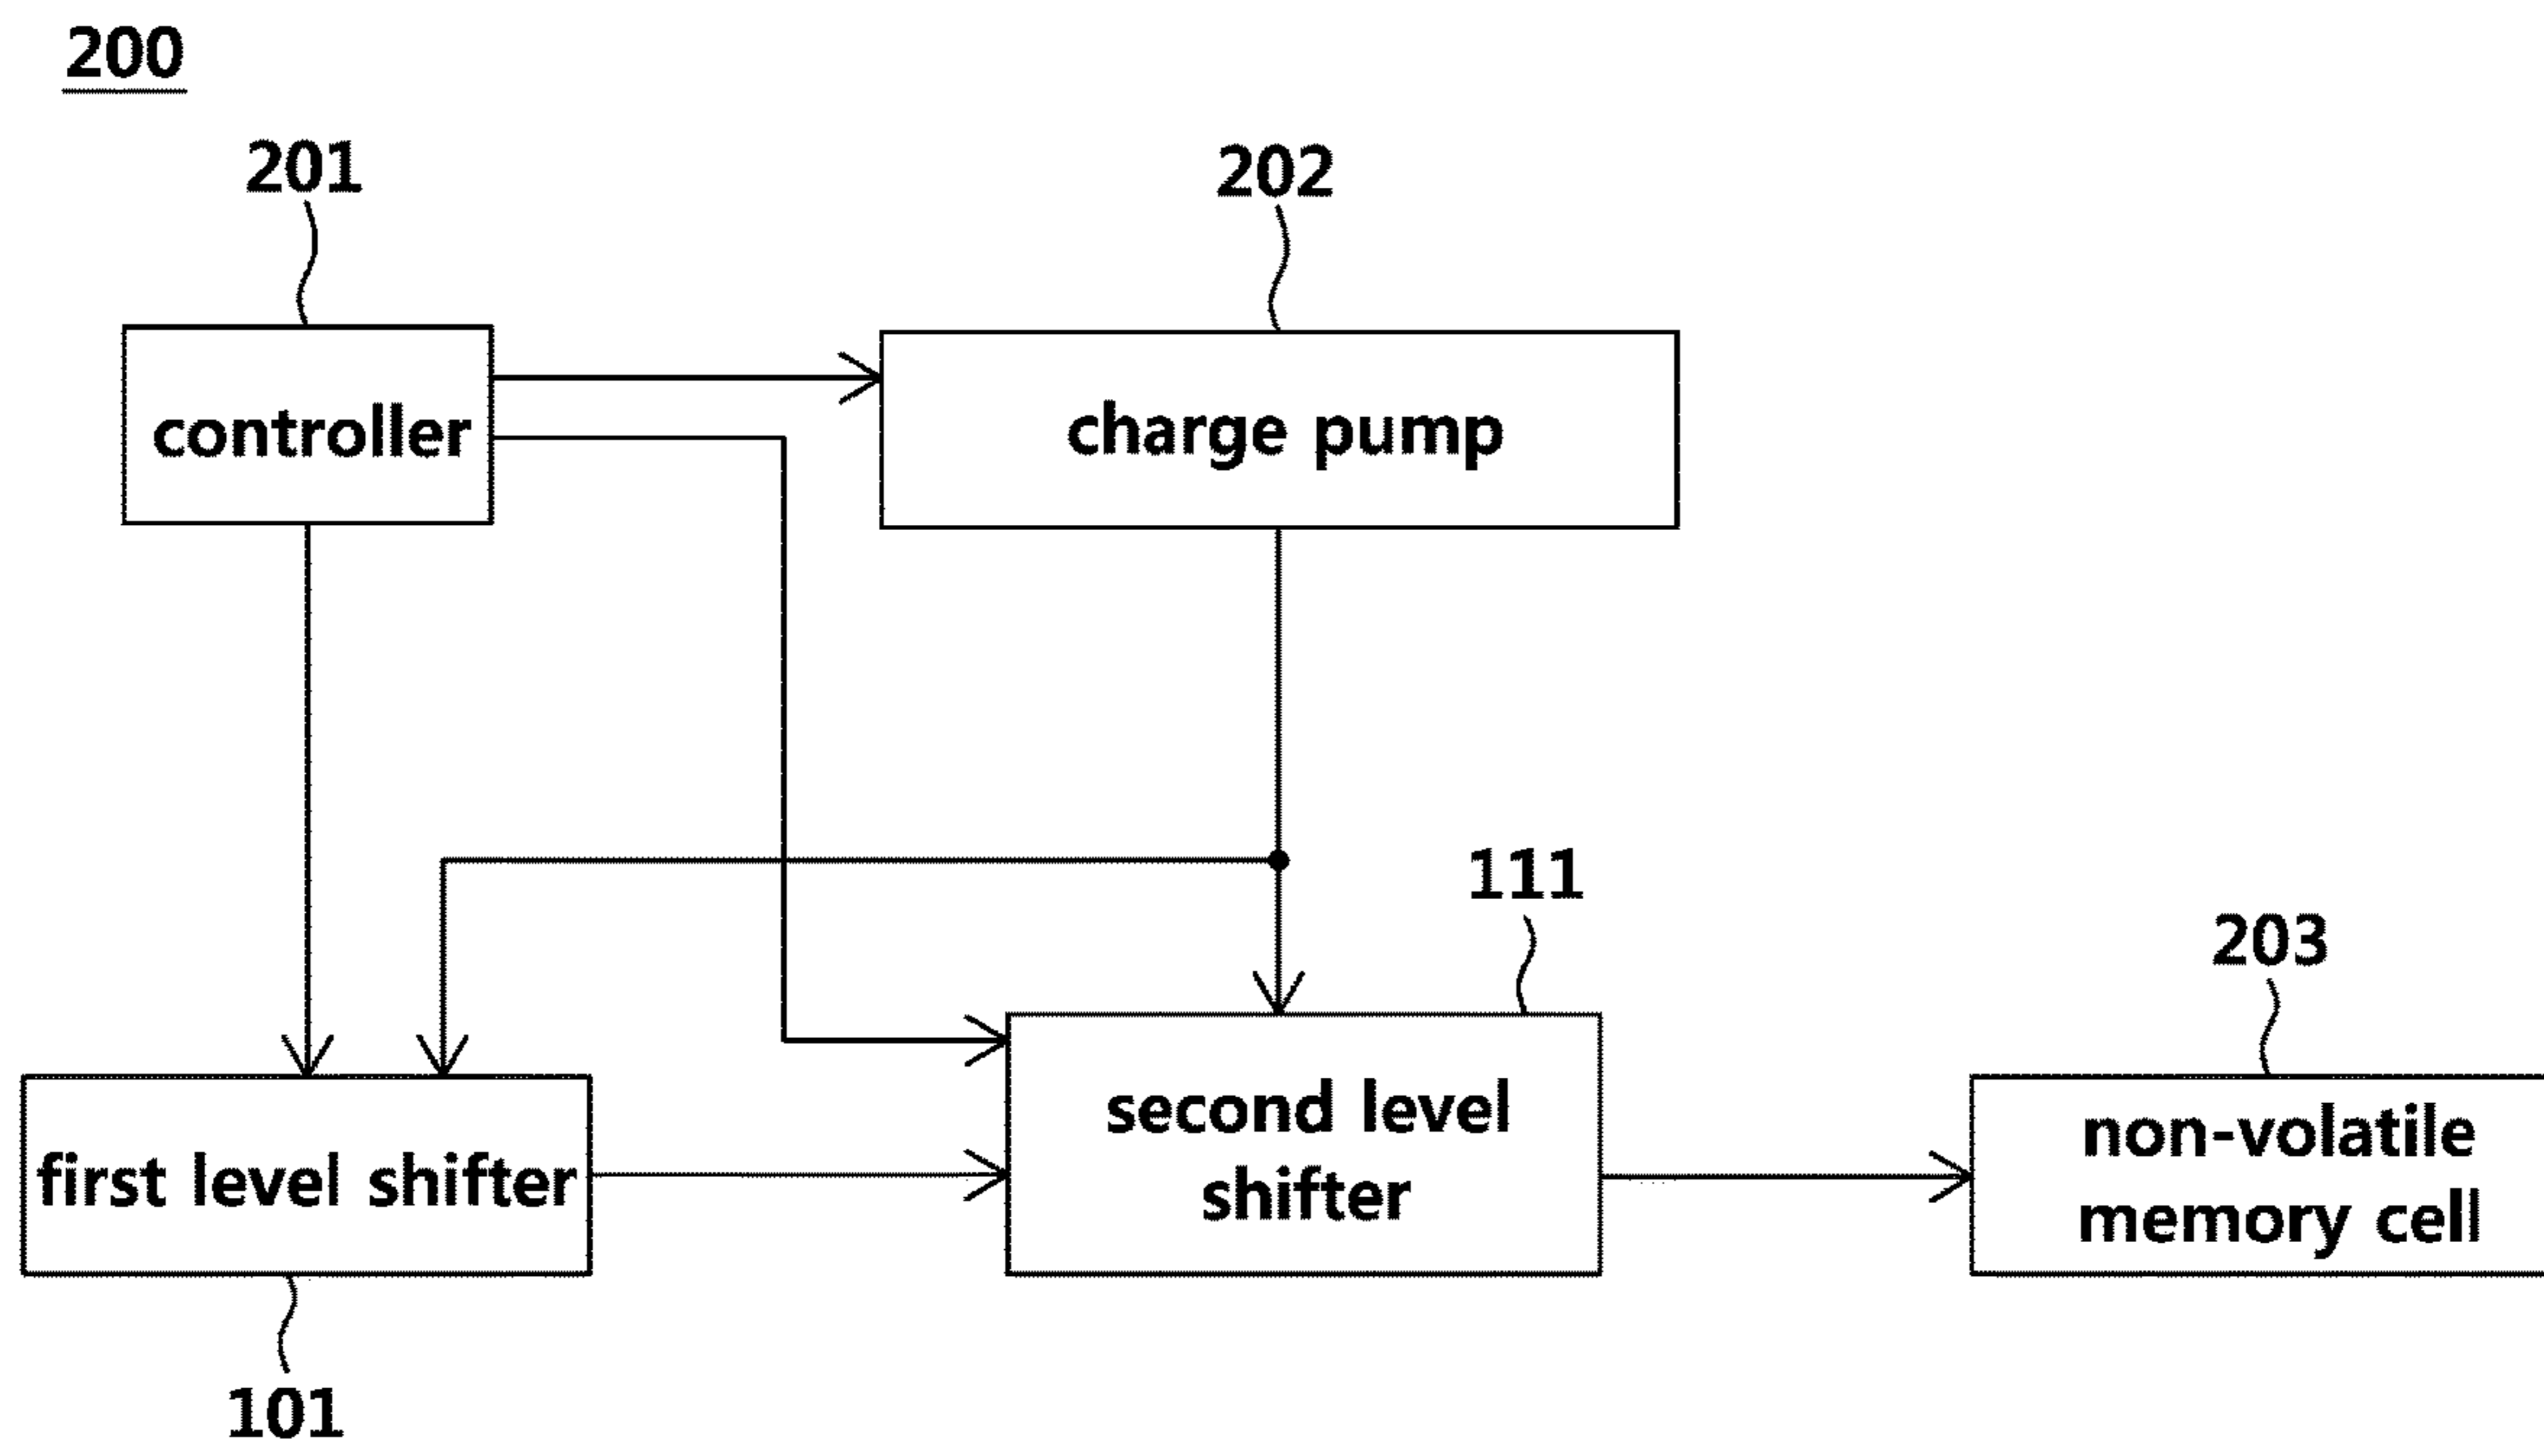 200
201
202
controller
charge pump
111
203
first level shifter
second level
shifter
non-volatile
memory cell
101